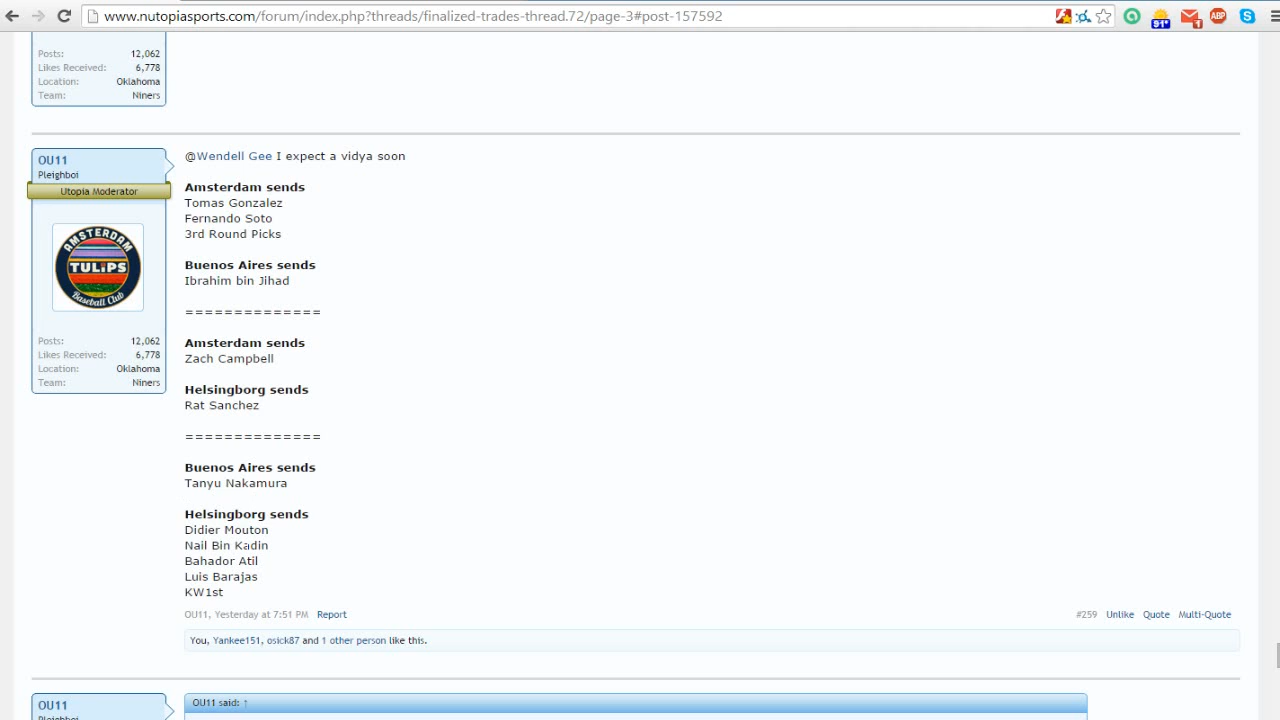 www.nutopiasports.com/forum/index.php?threads/finalized-trades-thread.72/page-3#post-157592
91°
1
ABP
Posts: 12,062
Likes Received: 6,778
Location: Oklahoma
Team: Niners
OU11
Pleighboi
Utopia Moderator
AMSTERDAM
TULIPS
Baseball Club
Posts: 12,062
Likes Received: 6,778
Location: Oklahoma
Team: Niners
@Wendell Gee I expect a vidya soon
Amsterdam sends
Tomas Gonzalez
Fernando Soto
3rd Round Picks
Buenos Aires sends
Ibrahim bin Jihad
==============
Amsterdam sends
Zach Campbell
Helsingborg sends
Rat Sanchez
==============
Buenos Aires sends
Tanyu Nakamura
Helsingborg sends
Didier Mouton
Nail Bin Kadin
Bahador Atil
Luis Barajas
KW1st
OU11, Yesterday at 7:51 PM Report #259 Unlike Quote Multi-Quote
You, Yankee151, osick87 and 1 other person like this.
OU11
Pleighboi
OU11 said: ↑